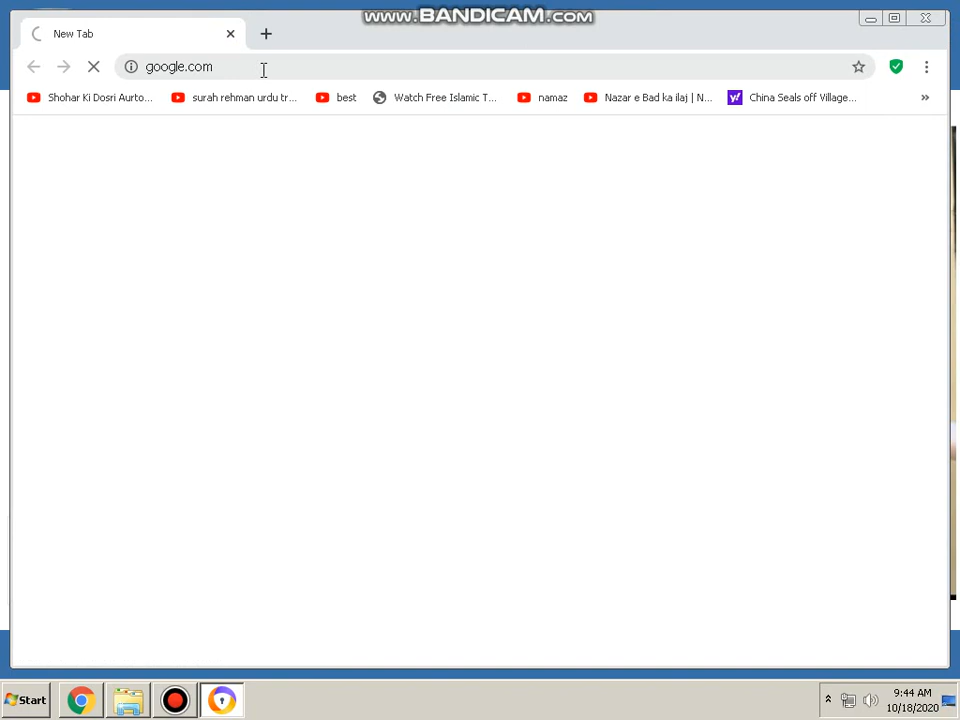 www.BANDICAM.com
New Tab
google.com
Shohar Ki Dosri Aurto...
surah rehman urdu tr...
best
Watch Free Islamic T...
namaz
Nazar e Bad ka ilaj | N...
y!
China Seals off Village...
»
Start
9:44 AM
10/18/2020